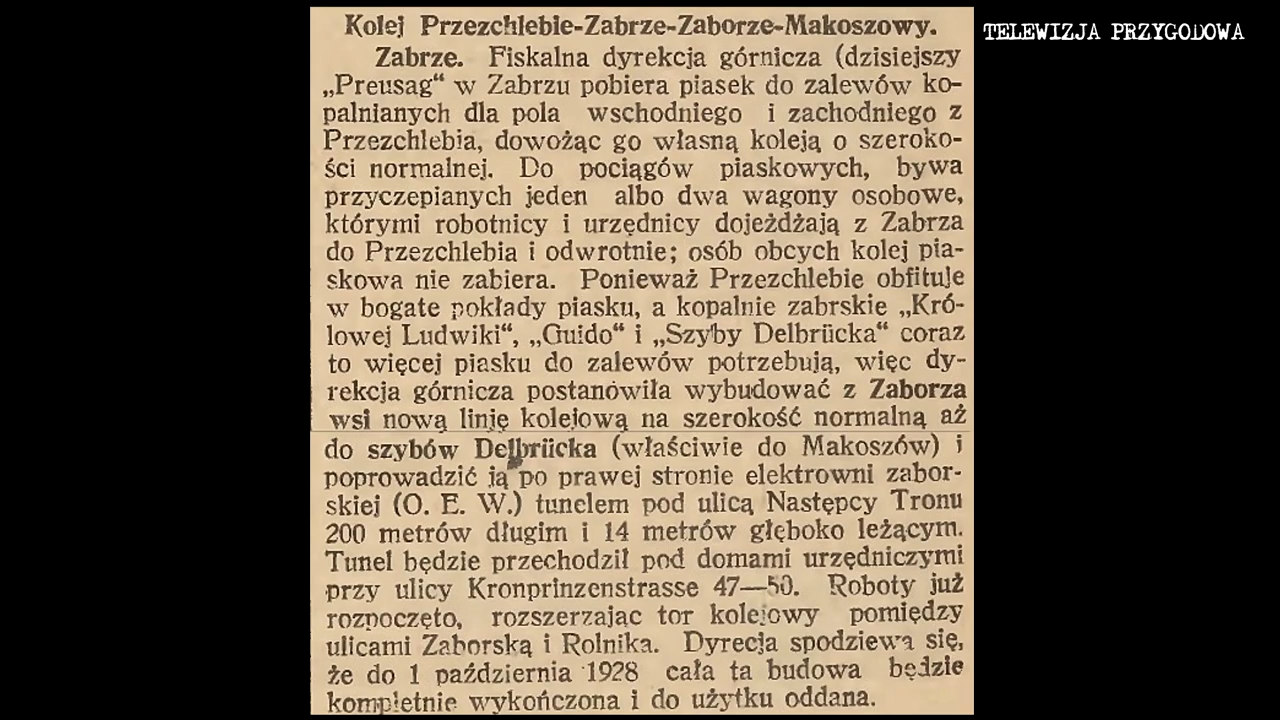 Kolej Przezchlebie-Zabrze-Zaborze-Makoszowy.
TELEWIZJA PRZYGODOWA
Zabrze. Fiskalna dyrekcja górnicza (dzisiejszy
„Preusag“ w Zabrzu pobiera piasek do zalewów ko-
palnianych dla pola wschodniego i zachodniego z
Przezchlebia, dowożąc go własną koleją o szeroko-
ści normalnej. Do pociągów piaskowych, bywa
przyczepianych jeden albo dwa wagony osobowe,
którymi robotnicy i urzędnicy dojeżdżają z Zabrza
do Przezchlebia i odwrotnie; osób obcych kolej pia-
skowa nie zabiera. Ponieważ Przezchlebie obfituje
w bogate pokłady piasku, a kopalnie zabrskie „Kró-
lowej Ludwiki“, „Guido“ i „Szyby Delbrücka“ coraz
to więcej piasku do zalewów potrzebują, więc dy-
rekcja górnicza postanowiła wybudować z Zaborza
wsi nową linję kolejową na szerokość normalną aż
do szybów Delbrücka (właściwie do Makoszów) i
poprowadzić ją po prawej stronie elektrowni zabor-
skiej (O. E. W.) tunelem pod ulicą Następcy Tronu
200 metrów długim i 14 metrów głęboko leżącym.
Tunel będzie przechodził pod domami urzędniczymi
przy ulicy Kronprinzenstrasse 47—50. Roboty już
rozpoczęto, rozszerzając tor kolejowy pomiędzy
ulicami Zaborską i Rolnika. Dyrecja spodziewa się,
że do 1 październia 1928 cała ta budowa będzie
kompletnie wykończona i do użytku oddana.